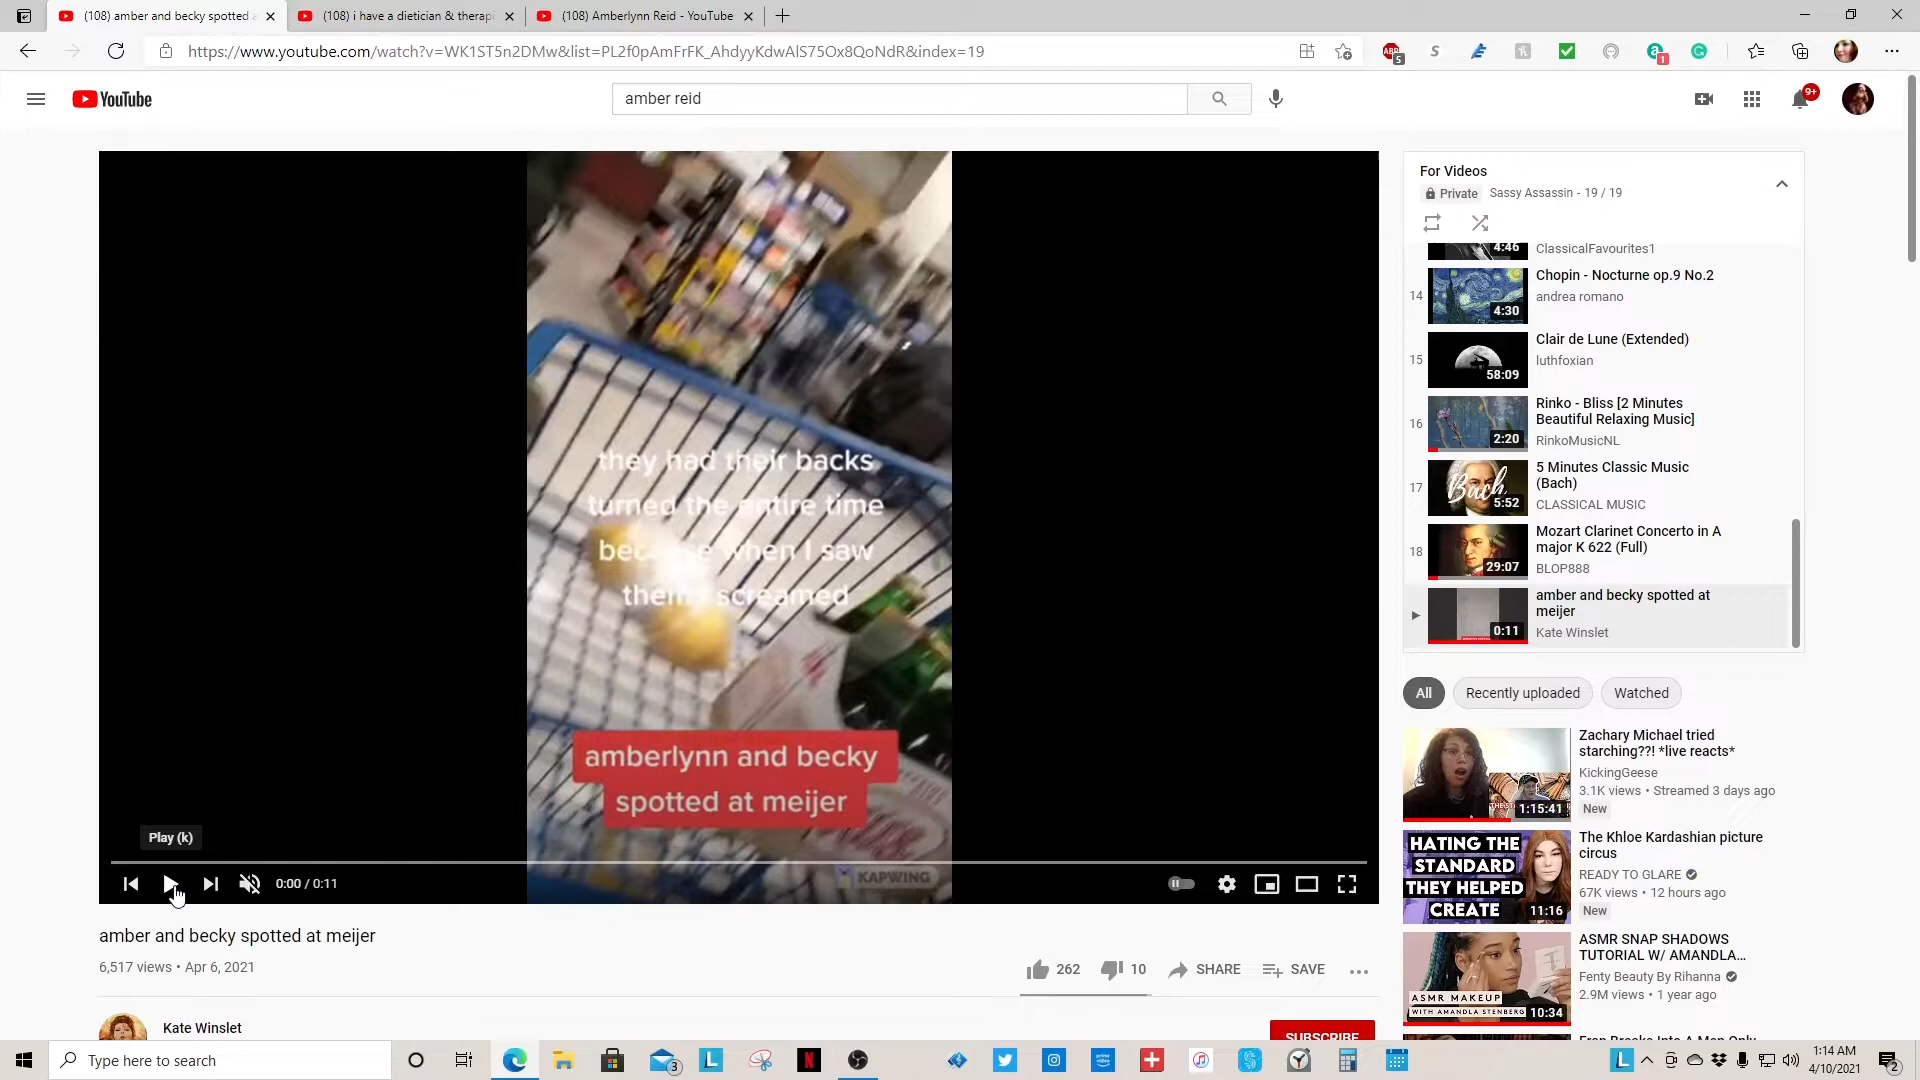 (108) amber and becky spotted a
(108) i have a dietician & therapi
(108) Amberlynn Reid - YouTube
https://www.youtube.com/watch?v=WK1ST5n2DMw&list=PL2f0pAmFrFK_AhdyyKdwAlS75Ox8QoNdR&index=19
ABP
5
1
YouTube
amber reid
9+
they had their backs
turned the entire time
because when I saw
them I screamed
amberlynn and becky
spotted at meijer
KAPWING
Play (k)
0:00 / 0:11
amber and becky spotted at meijer
6,517 views • Apr 6, 2021
262
10
SHARE
SAVE
Kate Winslet
SUBSCRIBE
For Videos
Private
Sassy Assassin - 19 / 19
4:46
ClassicalFavourites1
14
4:30
Chopin - Nocturne op.9 No.2
andrea romano
15
58:09
Clair de Lune (Extended)
luthfoxian
16
2:20
Rinko - Bliss [2 Minutes
Beautiful Relaxing Music]
RinkoMusicNL
17
Bach
5:52
5 Minutes Classic Music
(Bach)
CLASSICAL MUSIC
18
29:07
Mozart Clarinet Concerto in A
major K 622 (Full)
BLOP888
0:11
amber and becky spotted at
meijer
Kate Winslet
All
Recently uploaded
Watched
1:15:41
Zachary Michael tried
starching??! *live reacts*
KickingGeese
3.1K views • Streamed 3 days ago
New
HATING THE
STANDARD
THEY HELPED
CREATE
11:16
The Khloe Kardashian picture
circus
READY TO GLARE
67K views • 12 hours ago
New
ASMR MAKEUP
WITH AMANDLA STENBERG
10:34
ASMR SNAP SHADOWS
TUTORIAL W/ AMANDLA...
Fenty Beauty By Rihanna
2.9M views • 1 year ago
Type here to search
3
1:14 AM
4/10/2021
2